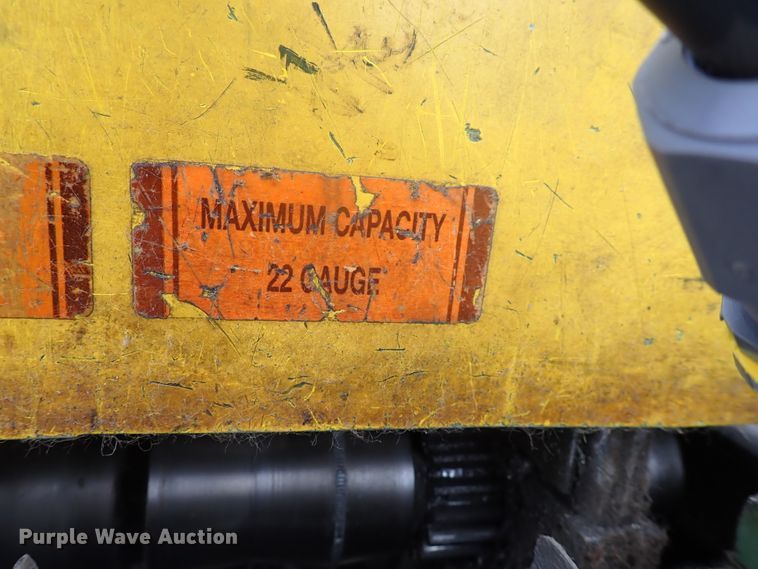 MAXIMUM CAPACITY
22 GAUGE
Purple Wave Auction